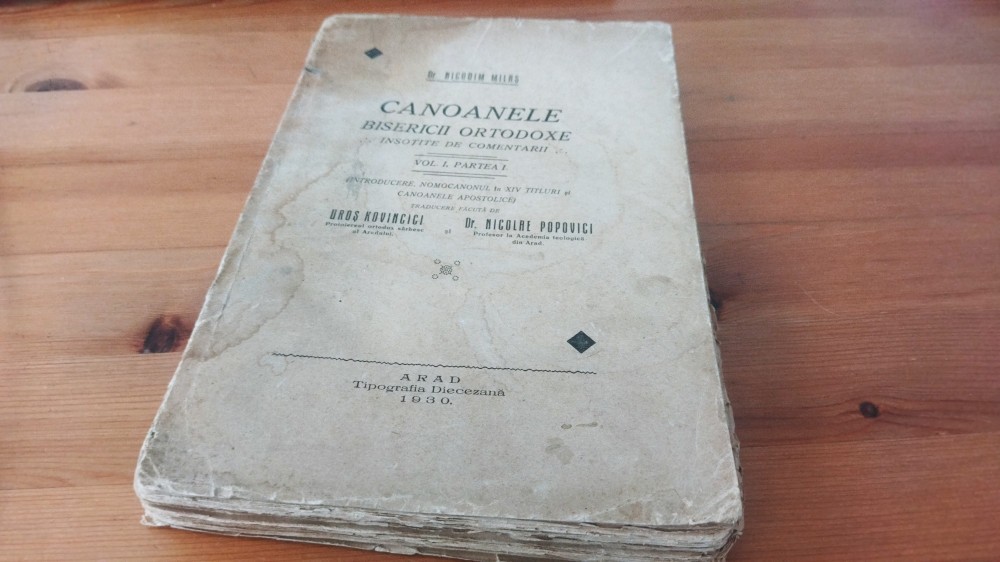 Dr. NICODIM MILAȘ
CANOANELE
BISERICII ORTODOXE
INSOȚITE DE COMENTARII
VOL. I. PARTEA I.
(INTRODUCERE, NOMOCANONUL în XIV TITLURI și
CANOANELE APOSTOLICE)
TRADUCERE FĂCUTĂ DE
UROȘ KOVINCICI
Protoiereul ortodox sârbesc
al Aradului.
și
Dr. NICOLAE POPOVICI
Profesor la Academia teologică
din Arad.
ARAD
Tipografia Diecezană
1930.